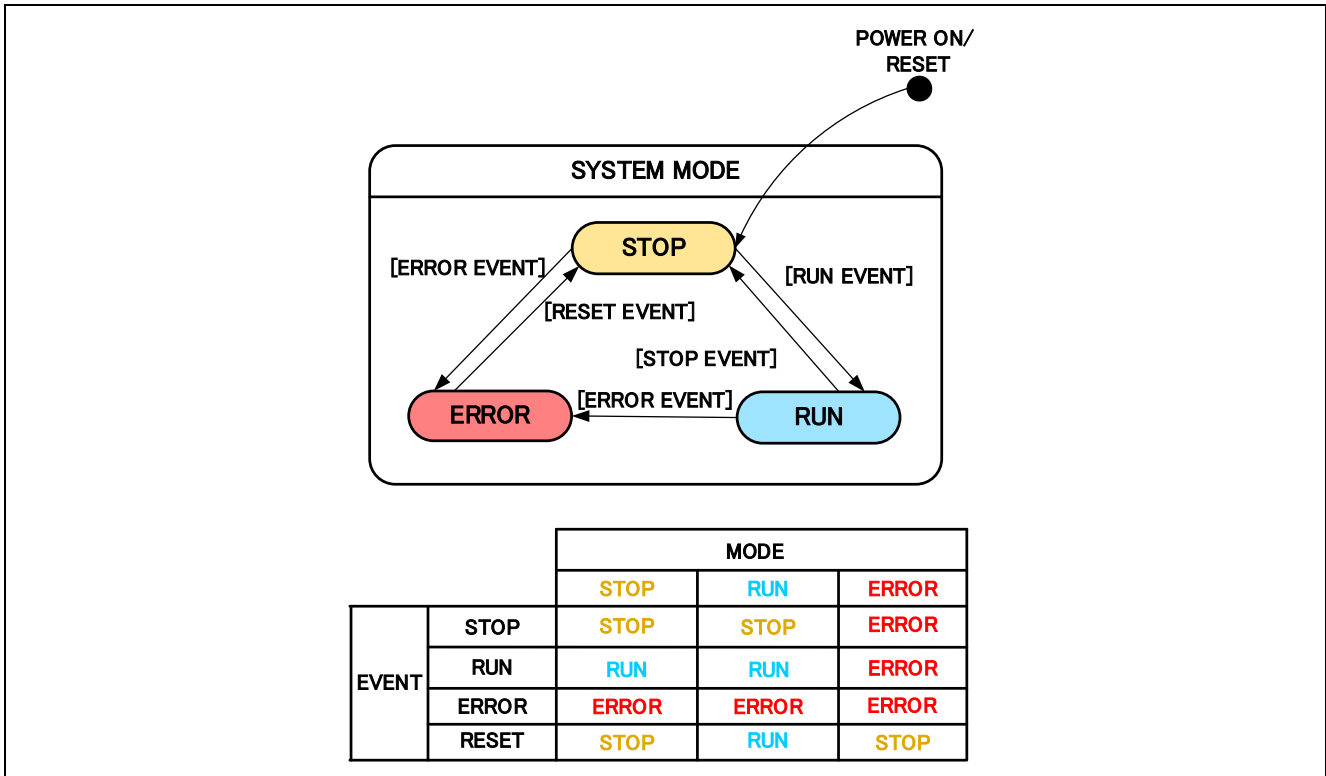 POWER ON/
RESET
SYSTEM MODE
STOP
[ERROR EVENT]
[RUN EVENT]
[RESET EVENT]
[STOP EVENT]
[ERROR EVENT]
ERROR
RUN
MODE
STOP RUN ERROR
EVENT
STOP STOP STOP ERROR
RUN RUN RUN ERROR
ERROR ERROR ERROR ERROR
RESET STOP RUN STOP